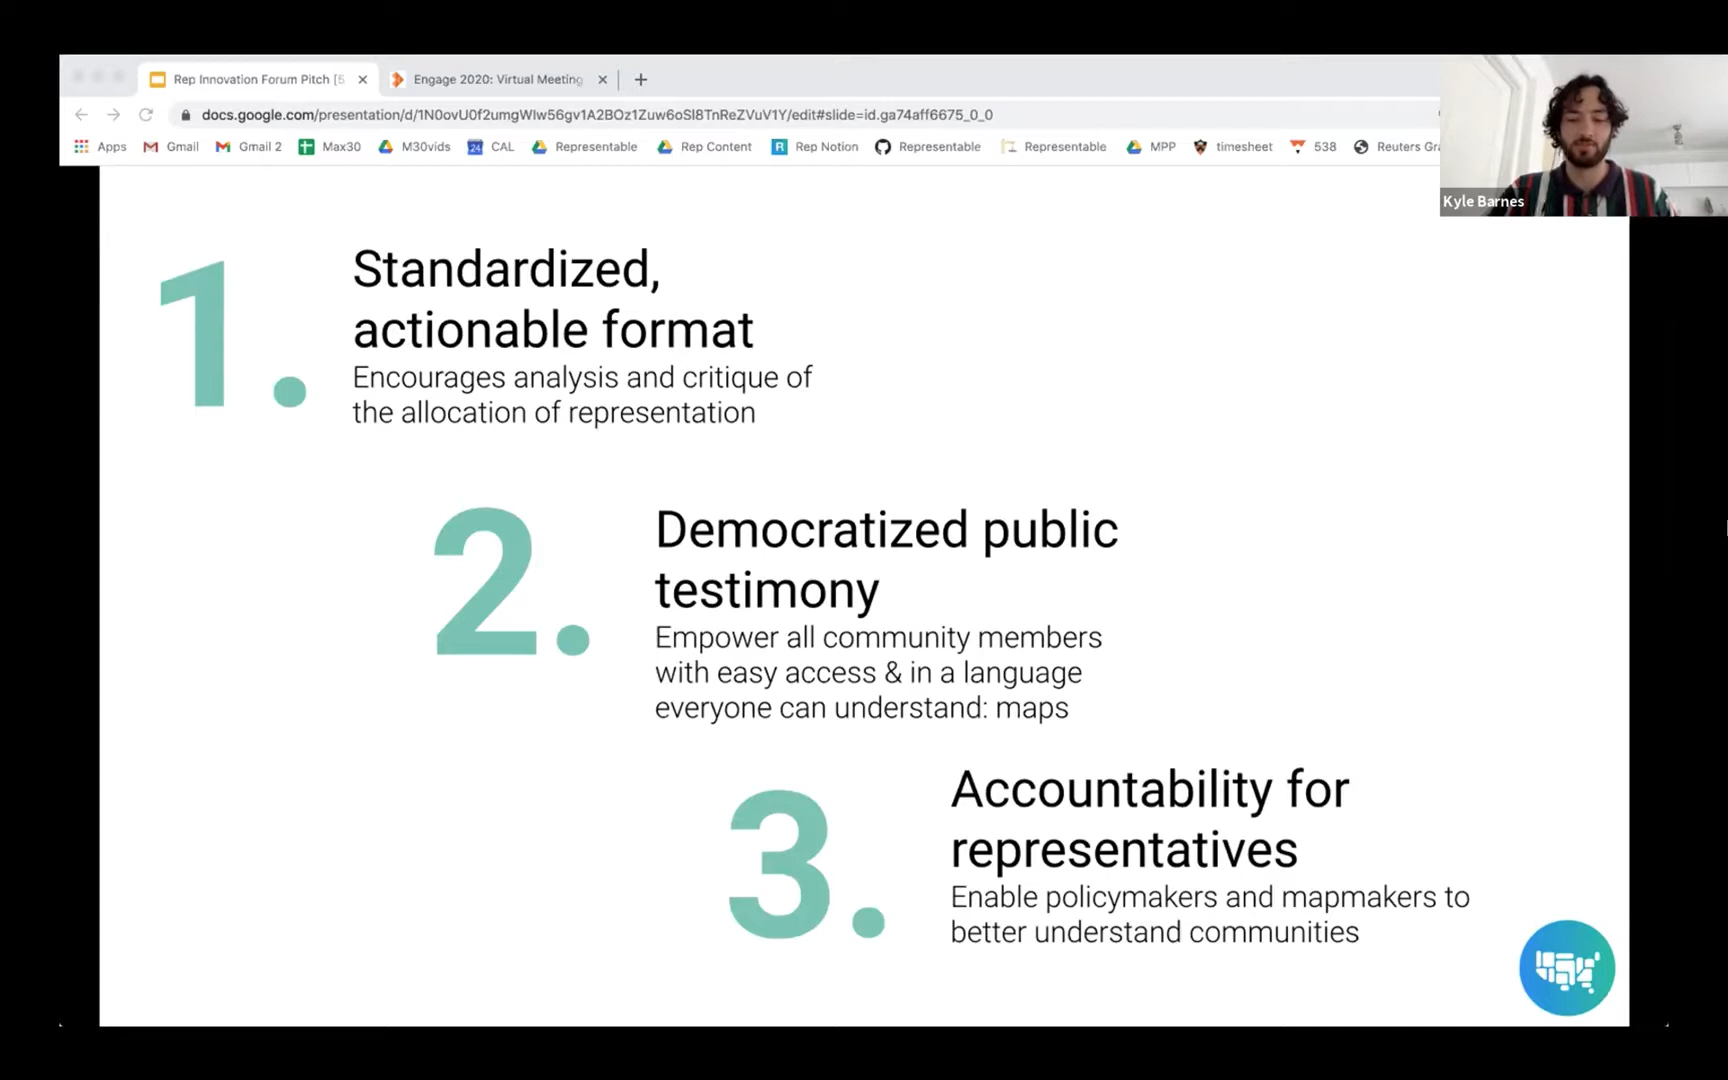 Rep Innovation Forum Pitch [5
Engage 2020: Virtual Meeting
docs.google.com/presentation/d/1N0ovU0f2umgWIw56gv1A2BOz1Zuw6oSI8TnReZVuV1Y/edit#slide=id.ga74aff6675_0_0
Apps Gmail Gmail 2 Max30 M30vids CAL Representable Rep Content Rep Notion Representable Representable MPP timesheet 538 Reuters Gra
Kyle Barnes
1.
Standardized,
actionable format
Encourages analysis and critique of
the allocation of representation
2.
Democratized public
testimony
Empower all community members
with easy access & in a language
everyone can understand: maps
3.
Accountability for
representatives
Enable policymakers and mapmakers to
better understand communities